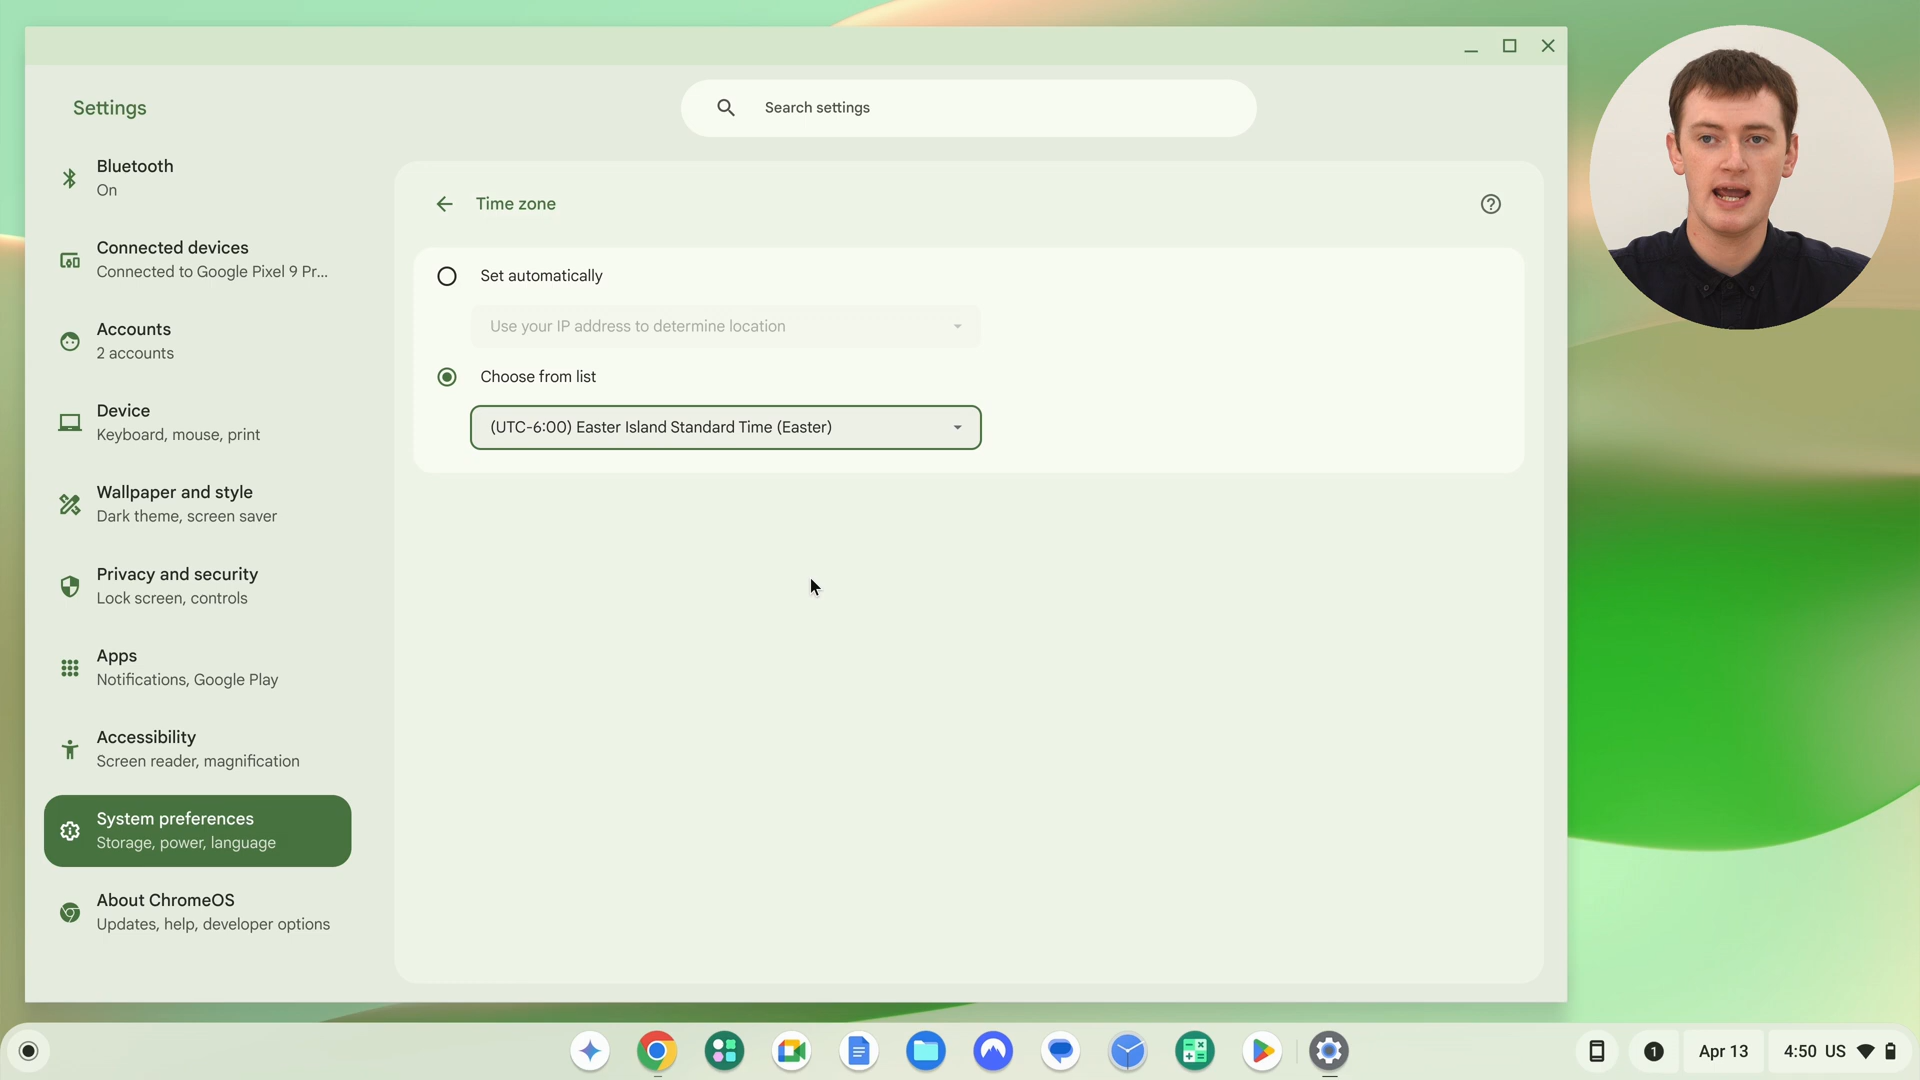 Settings
Search settings
Bluetooth
On
Connected devices
Connected to Google Pixel 9 Pr...
Accounts
2 accounts
Device
Keyboard, mouse, print
Wallpaper and style
Dark theme, screen saver
Privacy and security
Lock screen, controls
Apps
Notifications, Google Play
Accessibility
Screen reader, magnification
System preferences
Storage, power, language
About ChromeOS
Updates, help, developer options
Time zone
Set automatically
Use your IP address to determine location
Choose from list
(UTC-6:00) Easter Island Standard Time (Easter)
1
Apr 13
4:50 US